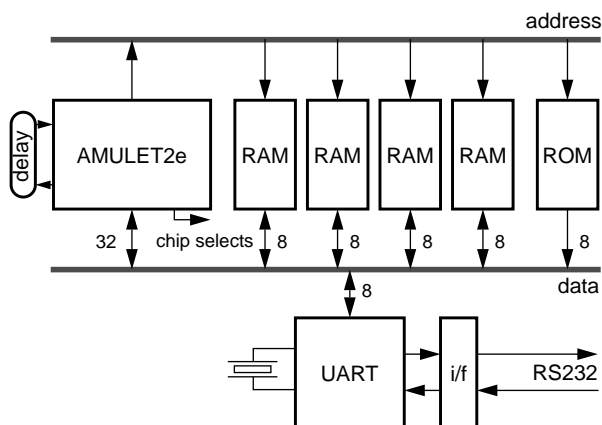 address
delay
AMULET2e
RAM
RAM
RAM
RAM
ROM
32
chip selects
8
8
8
8
8
data
8
UART
i/f
RS232